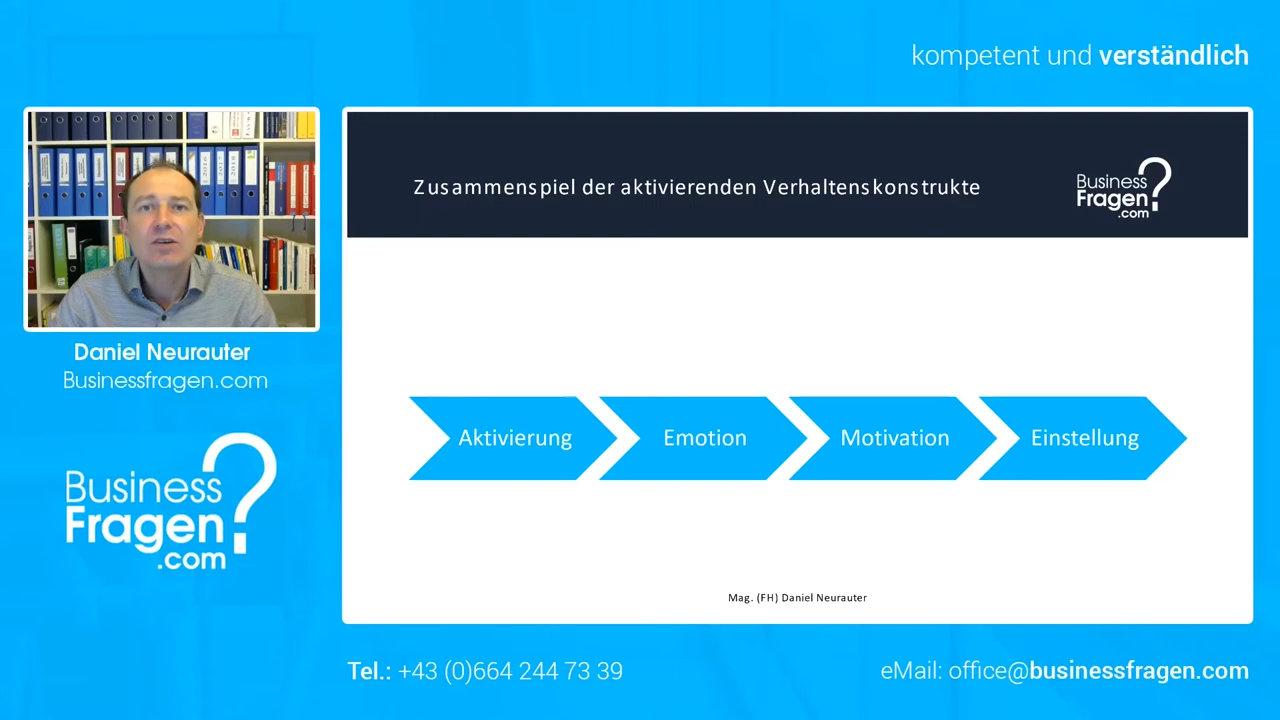 kompetent und verständlich
Zusammenspiel der aktivierenden Verhaltenskonstrukte
Business
Fragen?
.com
Daniel Neurauter
Businessfragen.com
Business
Fragen?
.com
Aktivierung
Emotion
Motivation
Einstellung
Mag. (FH) Daniel Neurauter
Tel.: +43 (0)664 244 73 39
eMail: office@businessfragen.com